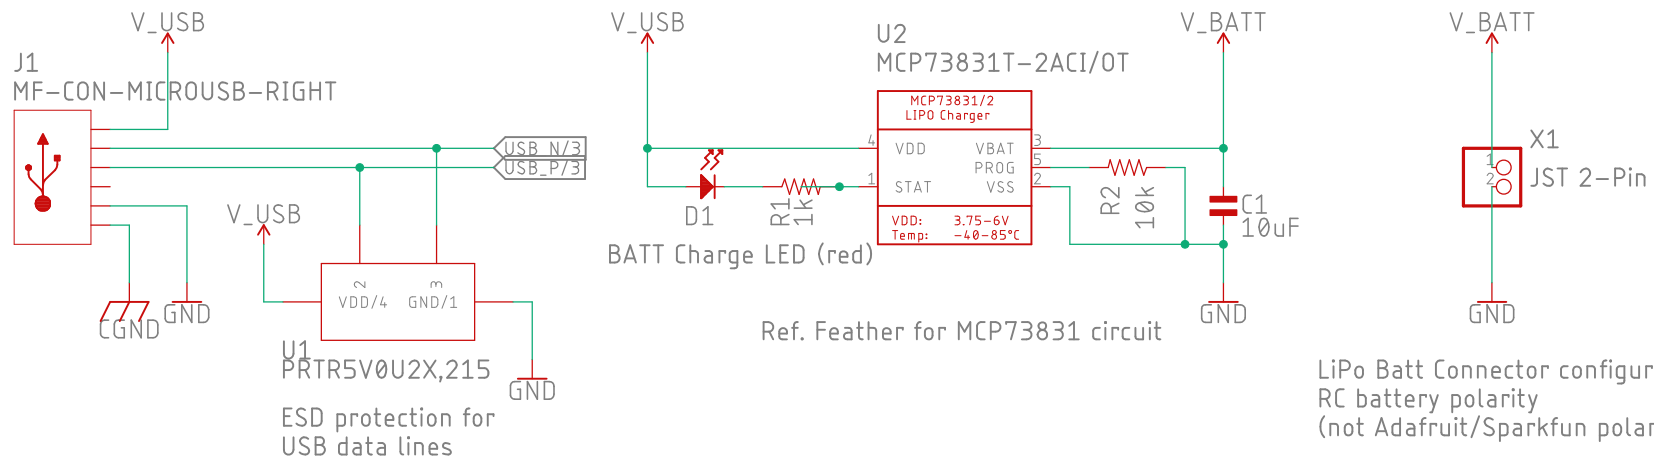 V_USB
J1
MF-CON-MICROUSB-RIGHT
USB_N/3
USB_P/3
CGND
GND
V_USB
2
3
VDD/4
GND/1
U1
PRTR5V0U2X,215
GND
ESD protection for
USB data lines
V_USB
U2
MCP73831T-2ACI/OT
MCP73831/2
LIPO Charger
4
VDD
VBAT
3
PROG
5
1
STAT
VSS
2
VDD: 3.75-6V
Temp: -40-85°C
D1
R1
1k
BATT Charge LED (red)
R2
10k
V_BATT
C1
10uF
GND
Ref. Feather for MCP73831 circuit
V_BATT
X1
JST 2-Pin
1
2
GND
LiPo Batt Connector configur
RC battery polarity
(not Adafruit/Sparkfun polar